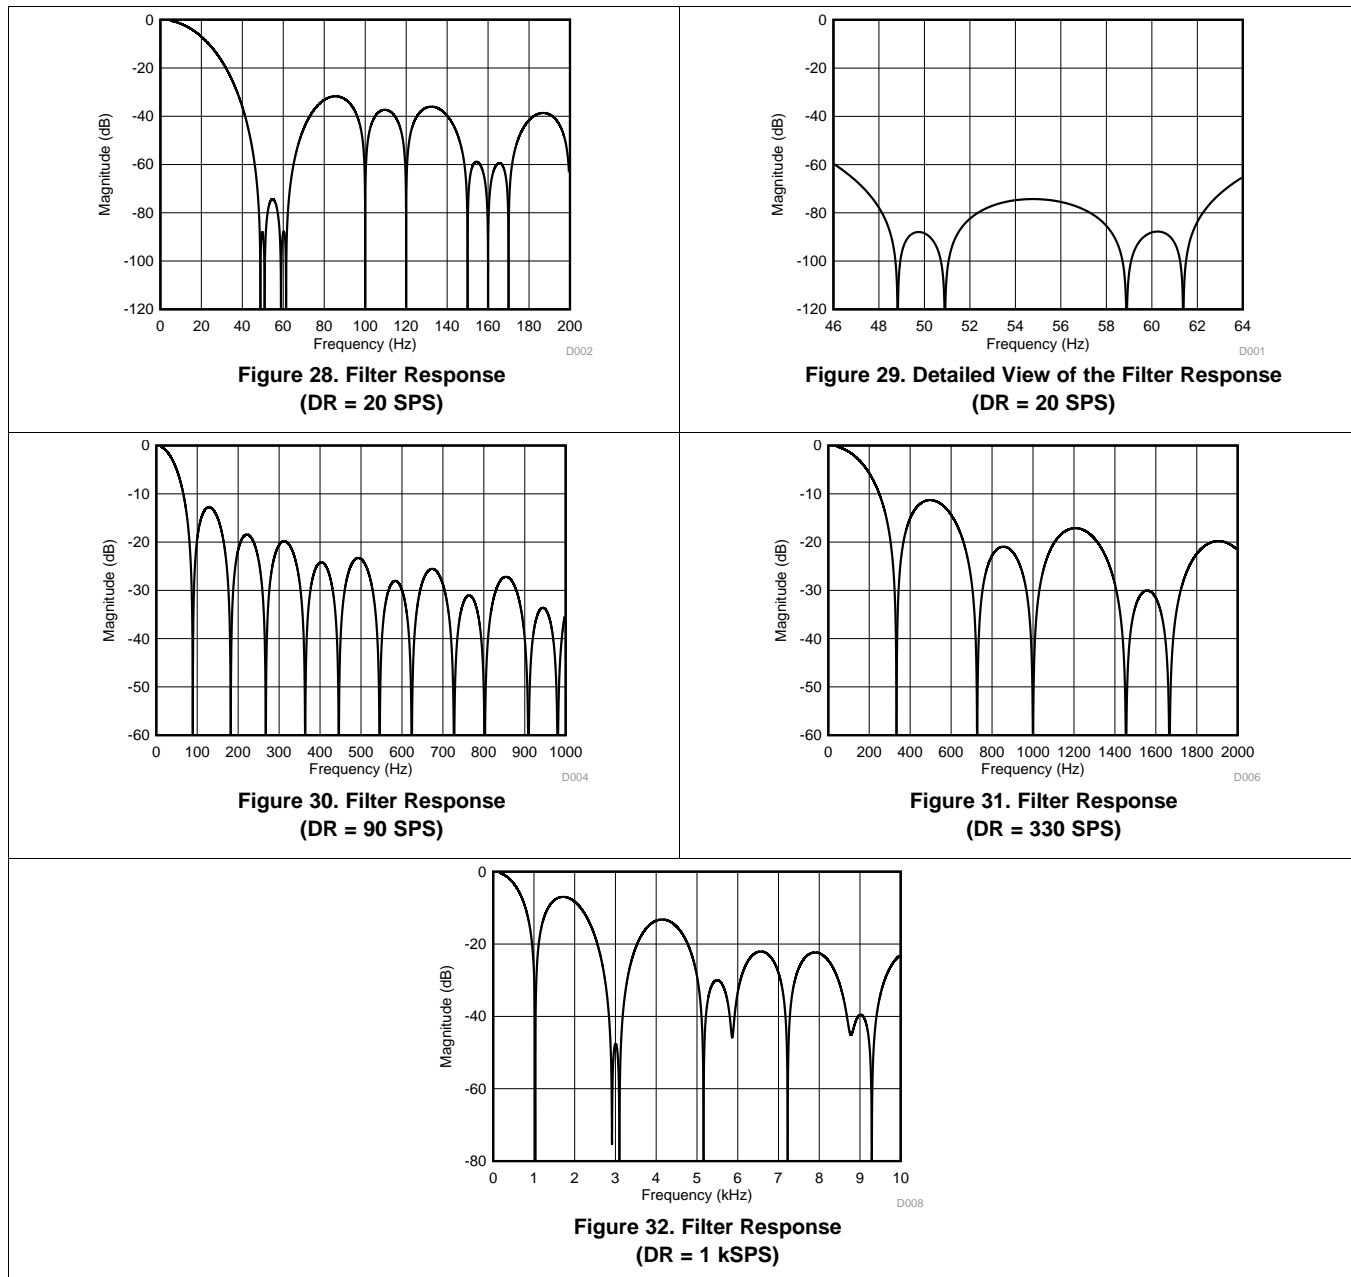 0
-20
-40
-60
-80
-100
-120
Magnitude (dB)
0 20 40 60 80 100 120 140 160 180 200
Frequency (Hz)
D002
Figure 28. Filter Response
(DR = 20 SPS)
0
-20
-40
-60
-80
-100
-120
Magnitude (dB)
46 48 50 52 54 56 58 60 62 64
Frequency (Hz)
D001
Figure 29. Detailed View of the Filter Response
(DR = 20 SPS)
0
-10
-20
-30
-40
-50
-60
Magnitude (dB)
0 100 200 300 400 500 600 700 800 900 1000
Frequency (Hz)
D004
Figure 30. Filter Response
(DR = 90 SPS)
0
-10
-20
-30
-40
-50
-60
Magnitude (dB)
0 200 400 600 800 1000 1200 1400 1600 1800 2000
Frequency (Hz)
D006
Figure 31. Filter Response
(DR = 330 SPS)
0
-20
-40
-60
-80
Magnitude (dB)
0 1 2 3 4 5 6 7 8 9 10
Frequency (kHz)
D008
Figure 32. Filter Response
(DR = 1 kSPS)